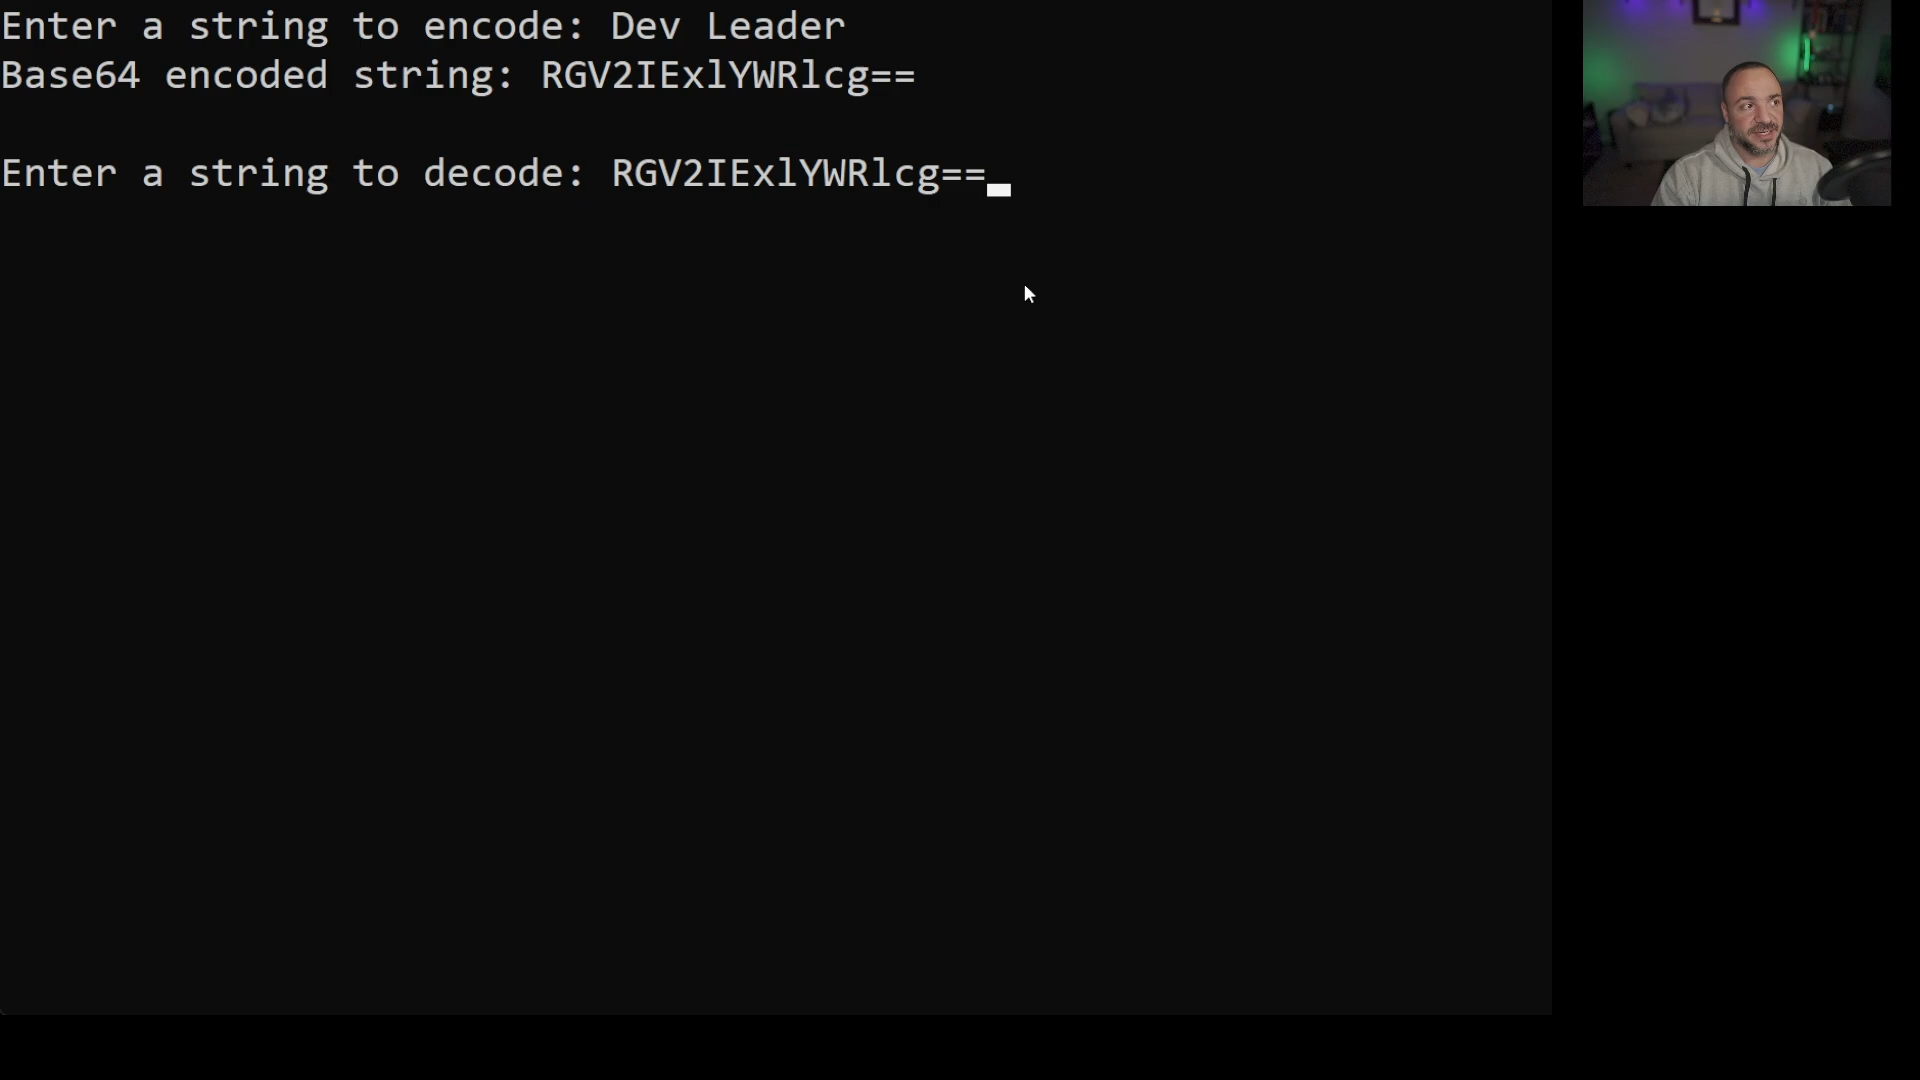 Enter a string to encode: Dev Leader
Base64 encoded string: RGV2IExlYWRlcg==
Enter a string to decode: RGV2IExlYWRlcg==